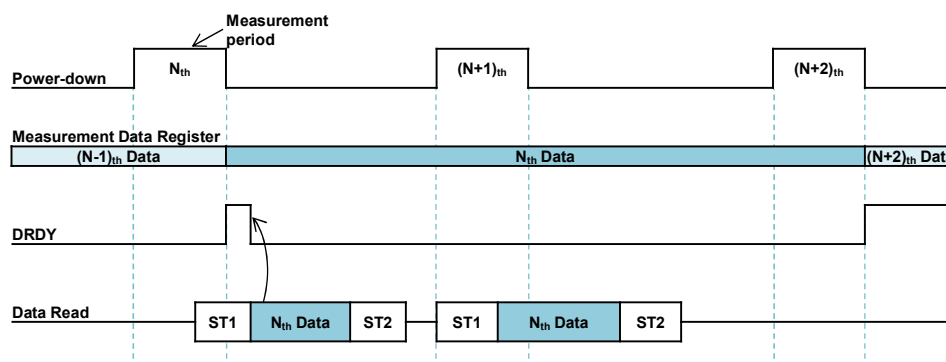 Measurement
period
Power-down
Nth
(N+1)th
(N+2)th
Measurement Data Register
(N-1)th Data
Nth Data
(N+2)th Dat
DRDY
Data Read
ST1
Nth Data
ST2
ST1
Nth Data
ST2